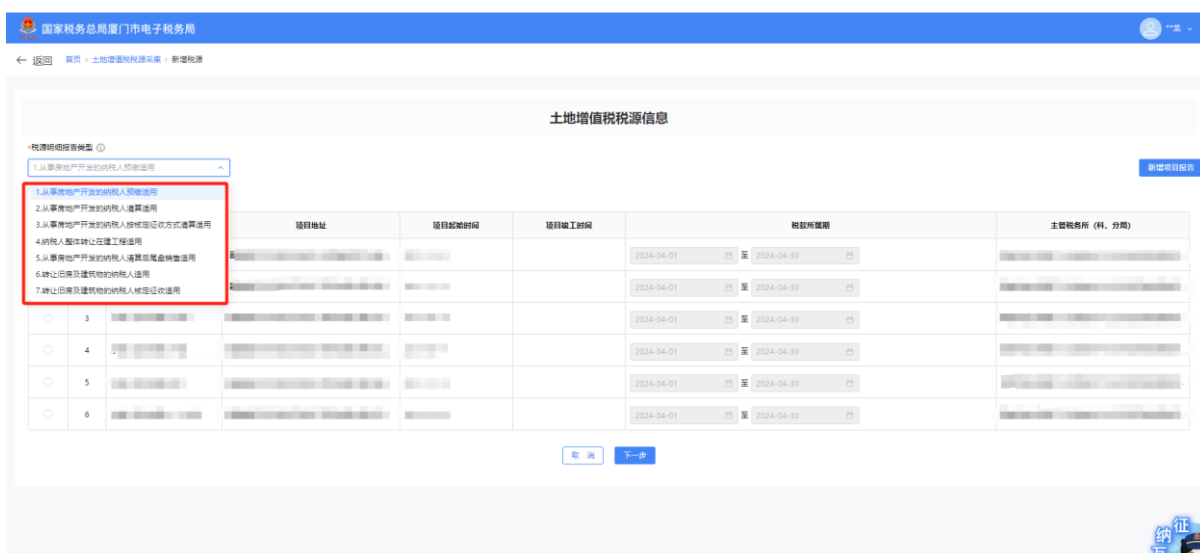 国家税务总局厦门市电子税务局
**龙
← 返回 首页 › 土地增值税税源采集 › 新增税源
土地增值税税源信息
*税源明细报告类型
1.从事房地产开发的纳税人预缴适用
新增项目报告
1.从事房地产开发的纳税人预缴适用
2.从事房地产开发的纳税人清算适用
3.从事房地产开发的纳税人按核定征收方式清算适用
4.纳税人整体转让在建工程适用
5.从事房地产开发的纳税人清算后尾盘销售适用
6.转让旧房及建筑物的纳税人适用
7.转让旧房及建筑物的纳税人核定征收适用
项目地址 项目起始时间 项目竣工时间 税款所属期 主管税务所（科、分局）
2024-04-01 至 2024-04-30
2024-04-01 至 2024-04-30
3 2024-04-01 至 2024-04-30
4 2024-04-01 至 2024-04-30
5 2024-04-01 至 2024-04-30
6 2024-04-01 至 2024-04-30
取 消 下一步
征
纳
互